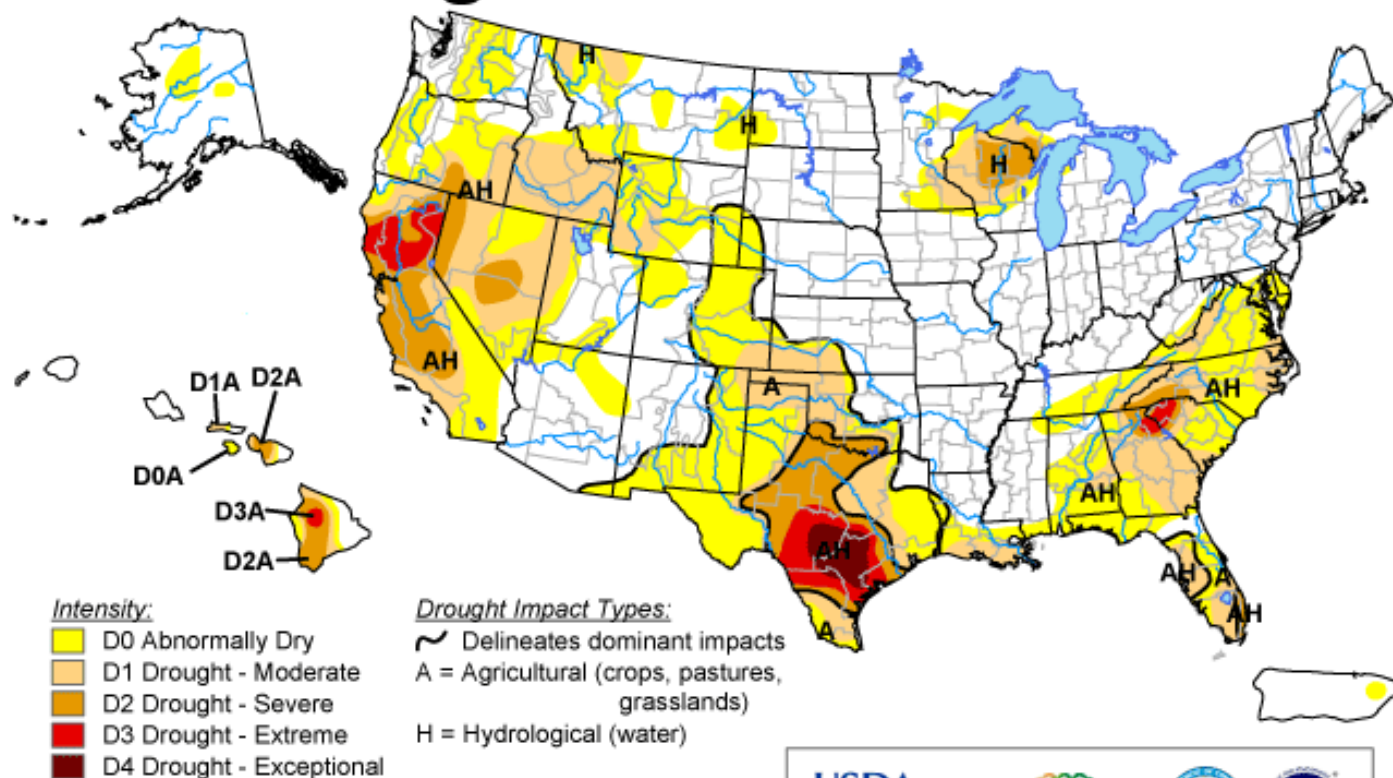 H
H
H
AH
AH
A
AH
AH
AH
AH
A
AH
A
D1A
D2A
D0A
D3A
D2A
Intensity:
D0 Abnormally Dry
D1 Drought - Moderate
D2 Drought - Severe
D3 Drought - Extreme
D4 Drought - Exceptional
Drought Impact Types:
Delineates dominant impacts
A = Agricultural (crops, pastures,
grasslands)
H = Hydrological (water)
USDA